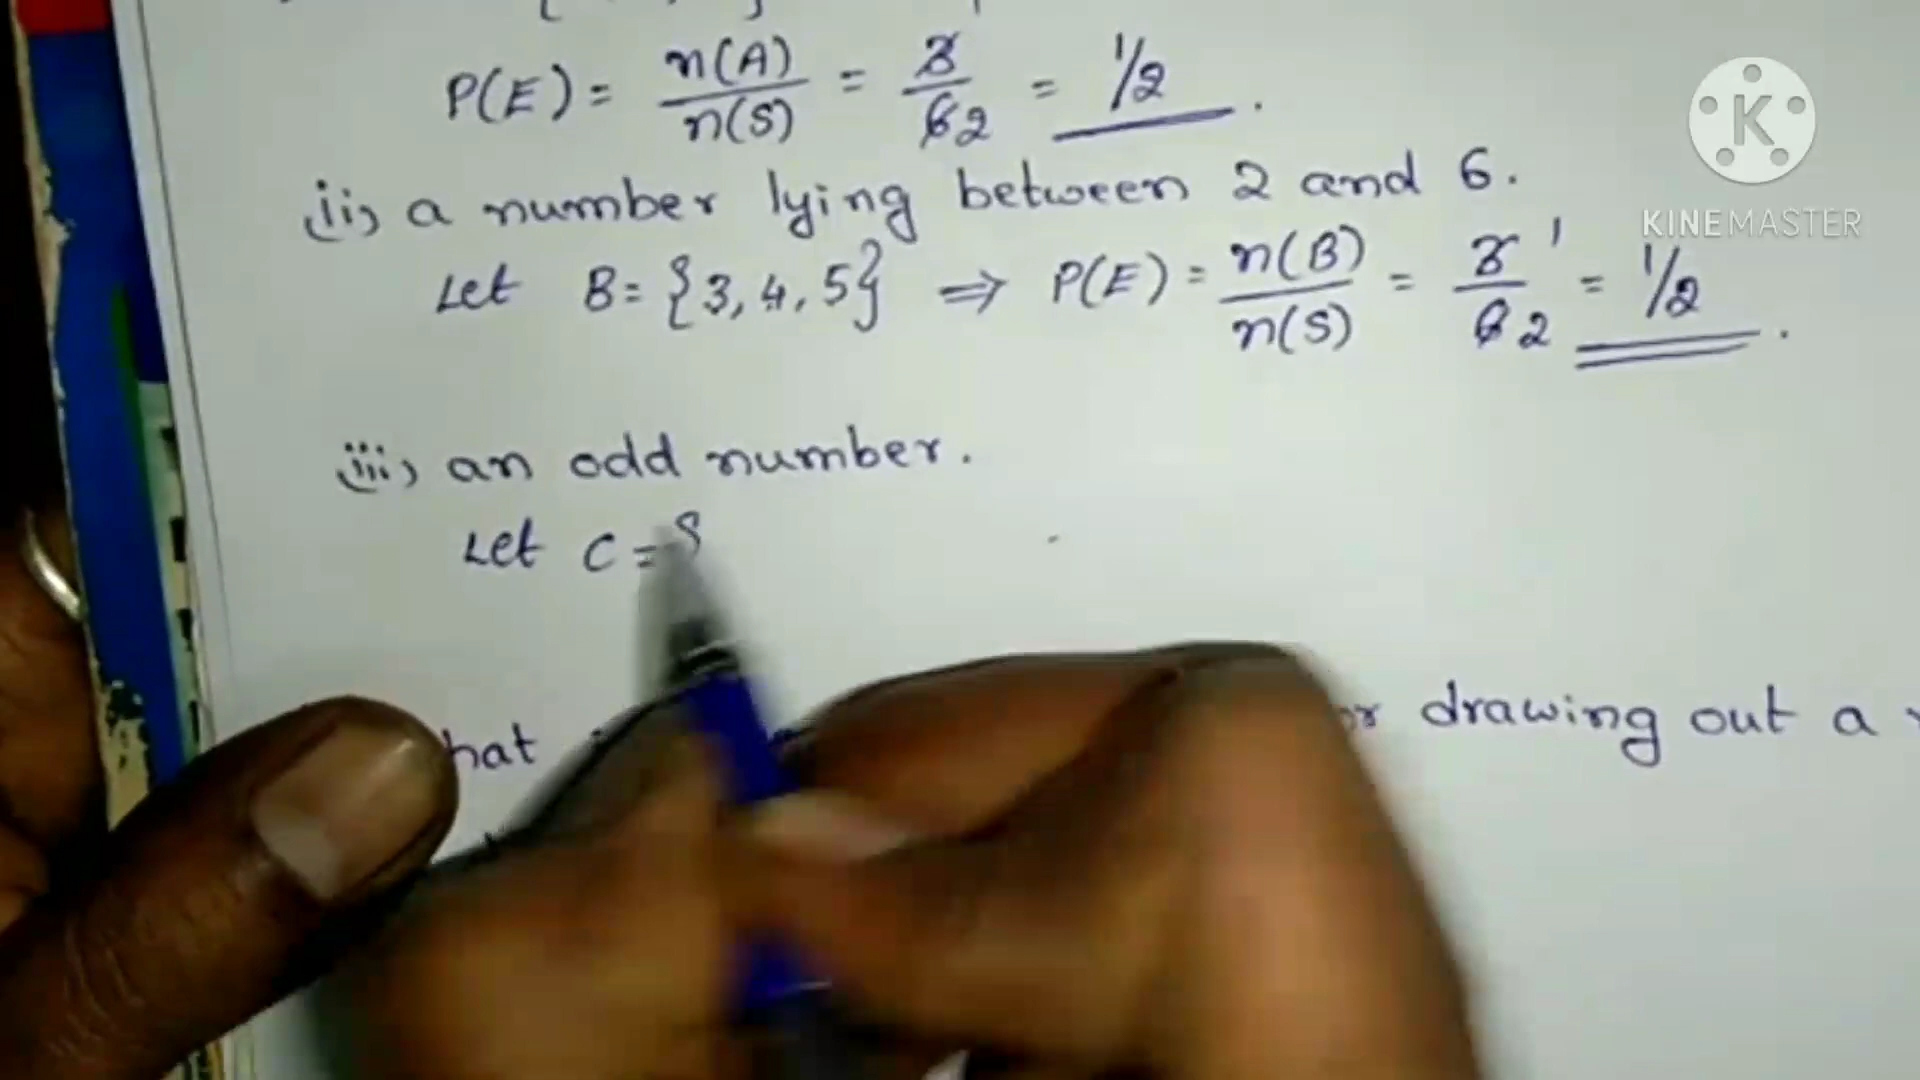 P(E) = n(A)/n(S) = 3/6 2 = 1/2.
(ii) a number lying between 2 and 6.
Let B = {3, 4, 5} ⇒ P(E) = n(B)/n(S) = 3 1/6 2 = 1/2.
(iii) an odd number.
Let C = {
drawing out a
K
KINEMASTER